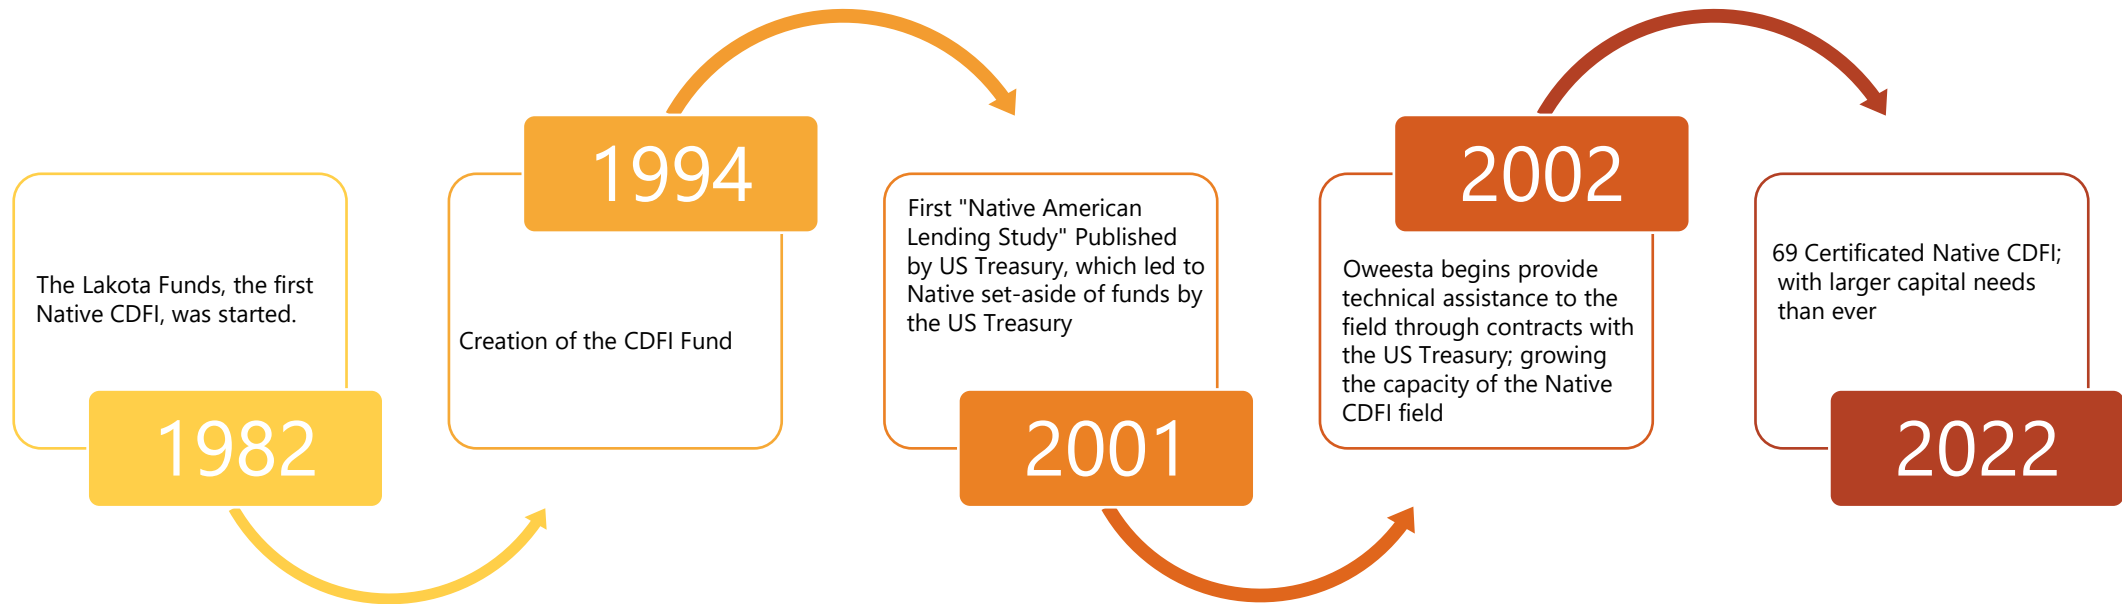 The Lakota Funds, the first
Native CDFI, was started.
1982
1994
Creation of the CDFI Fund
First "Native American
Lending Study" Published
by US Treasury, which led to
Native set-aside of funds by
the US Treasury
2001
2002
Oweesta begins provide
technical assistance to the
field through contracts with
the US Treasury; growing
the capacity of the Native
CDFI field
69 Certificated Native CDFI;
with larger capital needs
than ever
2022